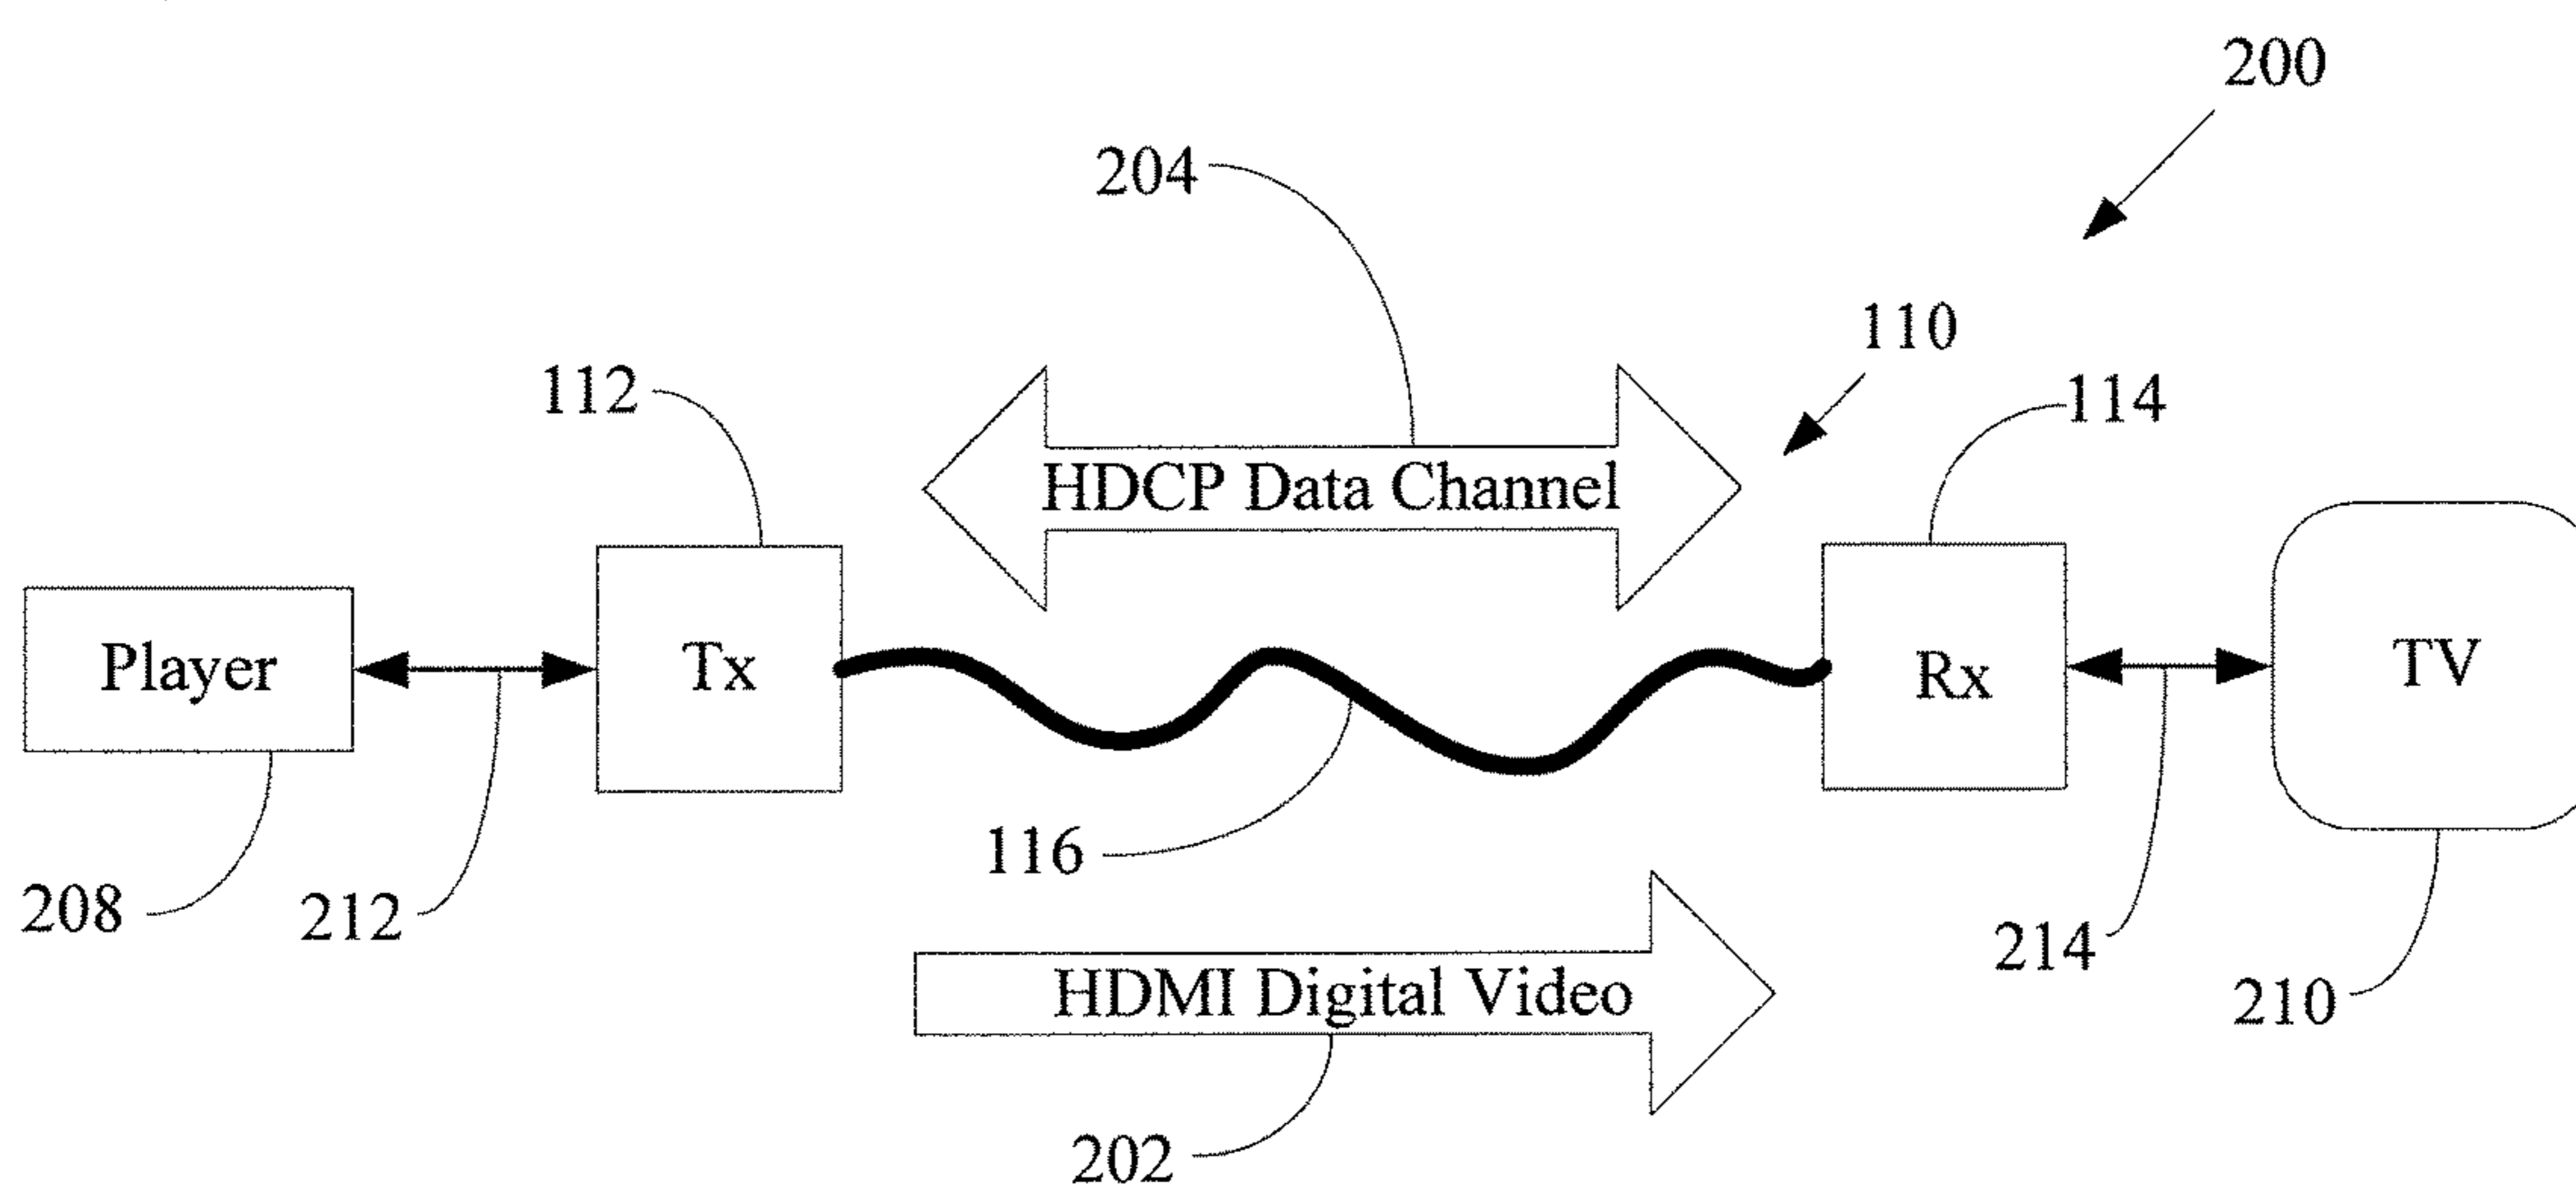 200
204
110
112
114
HDCP Data Channel
Player
Tx
Rx
TV
116
208
212
214
210
HDMI Digital Video
202